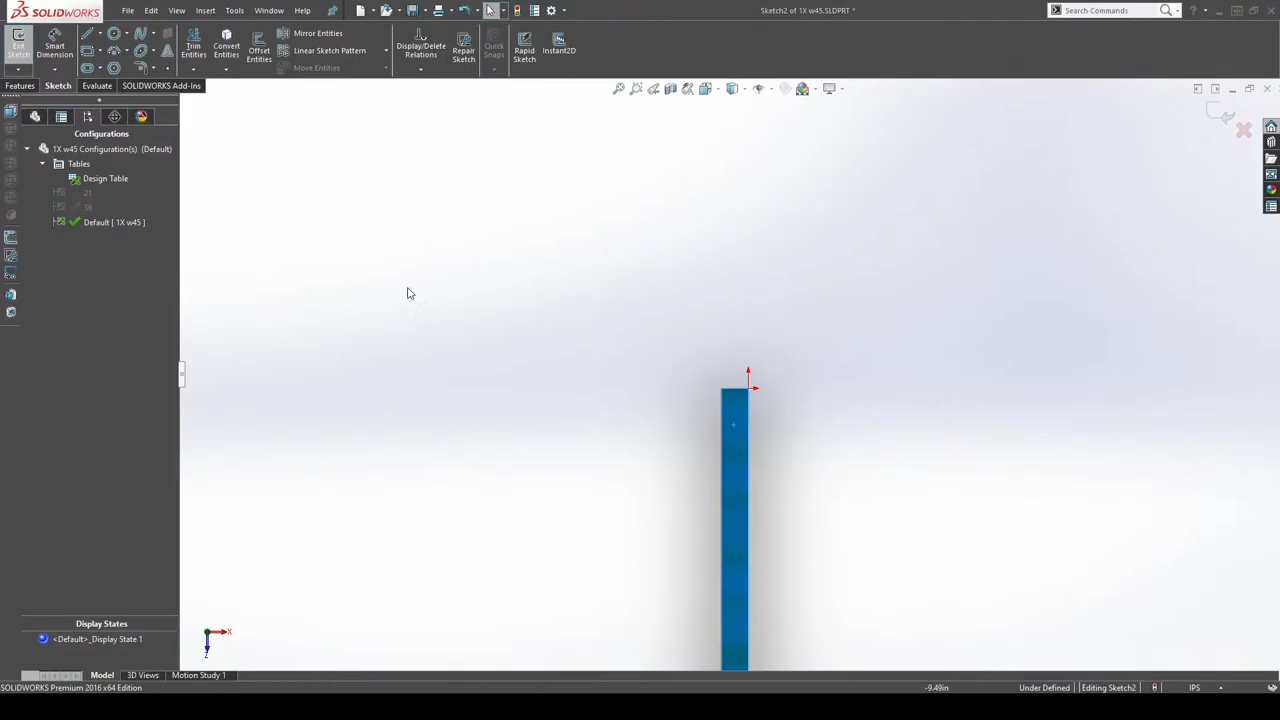 SOLIDWORKS
File Edit View Insert Tools Window Help
Sketch2 of 1X w45.SLDPRT *
Search Commands
Exit Sketch
Smart Dimension
Trim Entities
Convert Entities
Offset Entities
Mirror Entities
Linear Sketch Pattern
Move Entities
Display/Delete Relations
Repair Sketch
Quick Snaps
Rapid Sketch
Instant2D
Features Sketch Evaluate SOLIDWORKS Add-Ins
Configurations
1X w45 Configuration(s) (Default)
Tables
Design Table
21
36
Default [ 1X w45 ]
Display States
<Default>_Display State 1
X
Z
Model 3D Views Motion Study 1
SOLIDWORKS Premium 2016 x64 Edition
-9.49in Under Defined Editing Sketch2 IPS